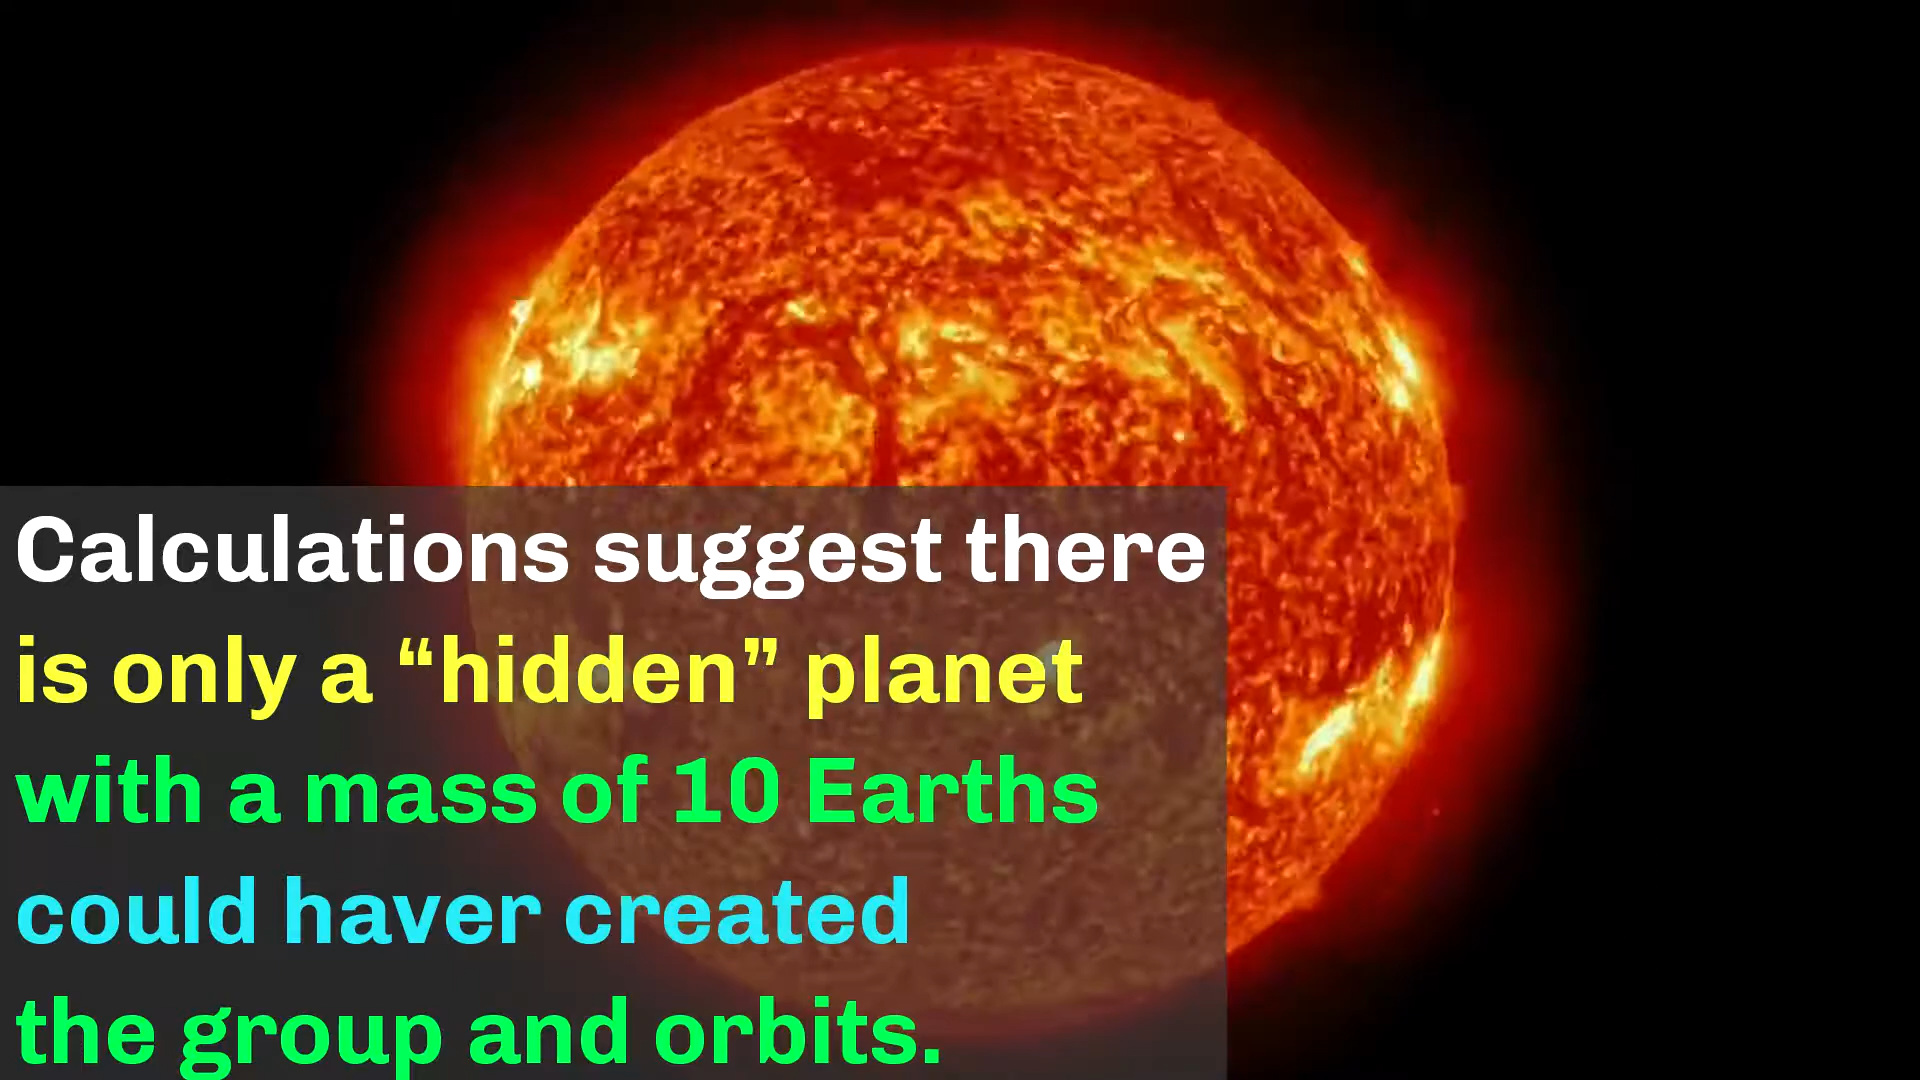 Calculations suggest there
is only a “hidden” planet
with a mass of 10 Earths
could haver created
the group and orbits.